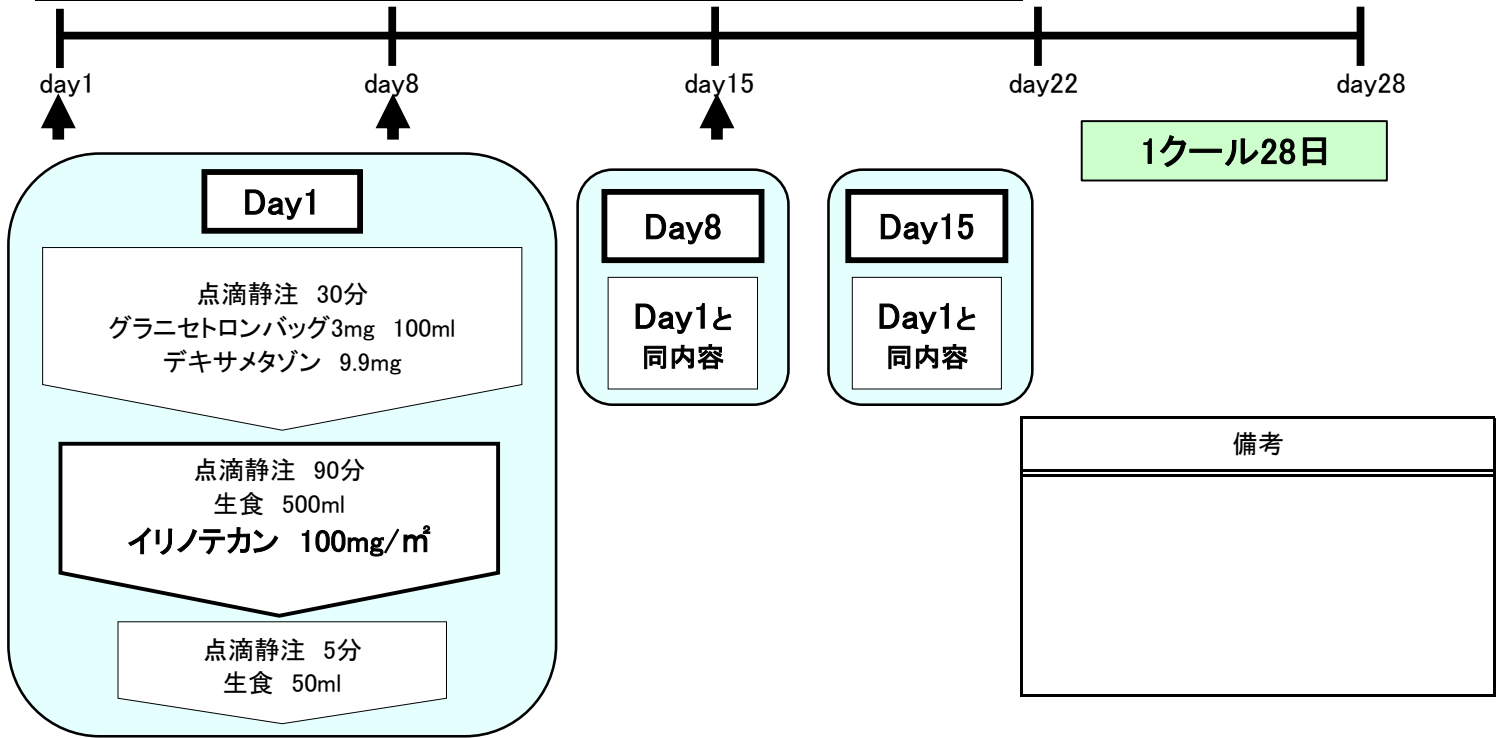 day1
day8
day15
day22
day28
1クール28日
Day1
点滴静注 30分
グラニセトロンバッグ3mg 100ml
デキサメタゾン 9.9mg
点滴静注 90分
生食 500ml
イリノテカン 100mg/㎡
点滴静注 5分
生食 50ml
Day8
Day1と
同内容
Day15
Day1と
同内容
備考